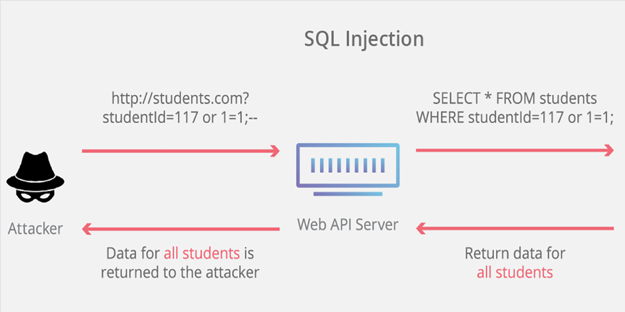 SQL Injection
http://students.com?
studentId=117 or 1=1;--
SELECT * FROM students
WHERE studentId=117 or 1=1;
Attacker
Web API Server
Data for all students is
returned to the attacker
Return data for
all students